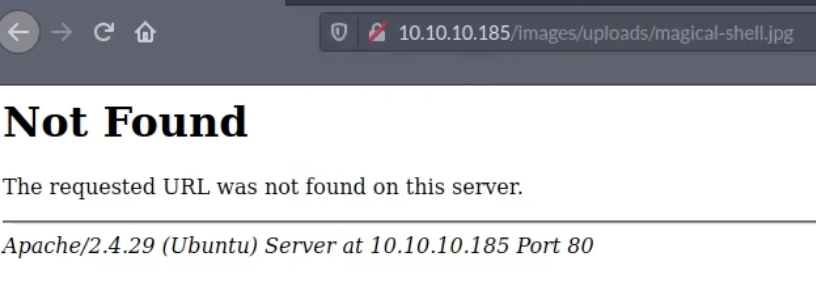 10.10.10.185/images/uploads/magical-shell.jpg
Not Found
The requested URL was not found on this server.
Apache/2.4.29 (Ubuntu) Server at 10.10.10.185 Port 80